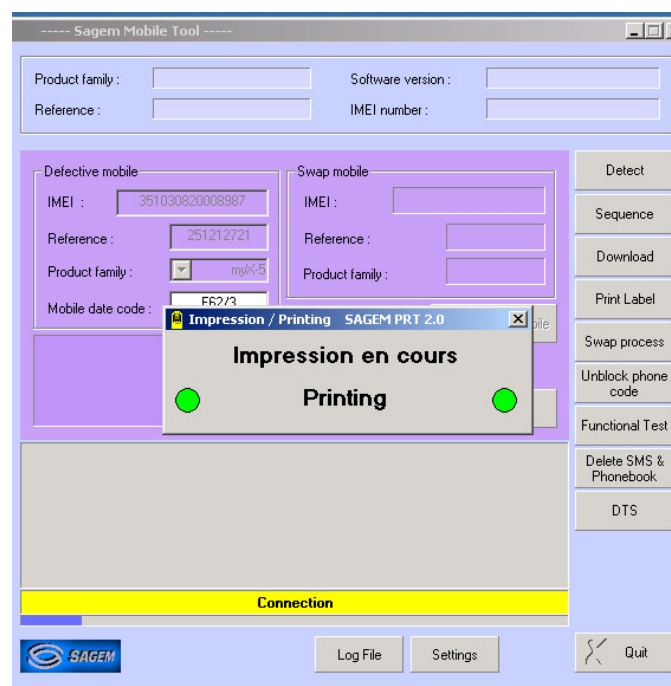 ----- Sagem Mobile Tool -----
Product family :
Software version :
Reference :
IMEI number :
Defective mobile
IMEI :
351030820008987
Reference :
251212721
Product family :
myX-5
Mobile date code :
F62/3
Swap mobile
IMEI :
Reference :
Product family :
Impression / Printing SAGEM PRT 2.0
Impression en cours
Printing
Detect
Sequence
Download
Print Label
Swap process
Unblock phone
code
Functional Test
Delete SMS &
Phonebook
DTS
Connection
SAGEM
Log File
Settings
Quit